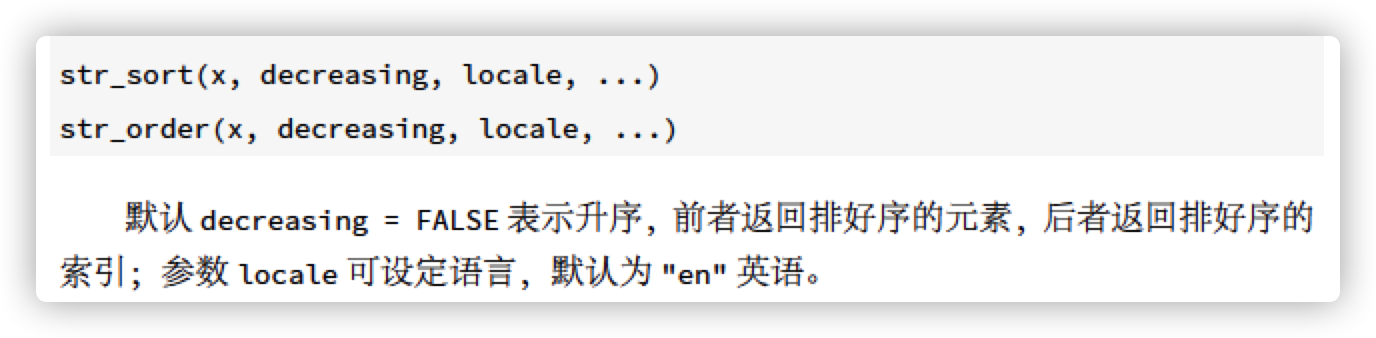 str_sort(x, decreasing, locale, ...)
str_order(x, decreasing, locale, ...)
默认 decreasing = FALSE 表示升序，前者返回排好序的元素，后者返回排好序的
索引；参数 locale 可设定语言，默认为 "en" 英语。